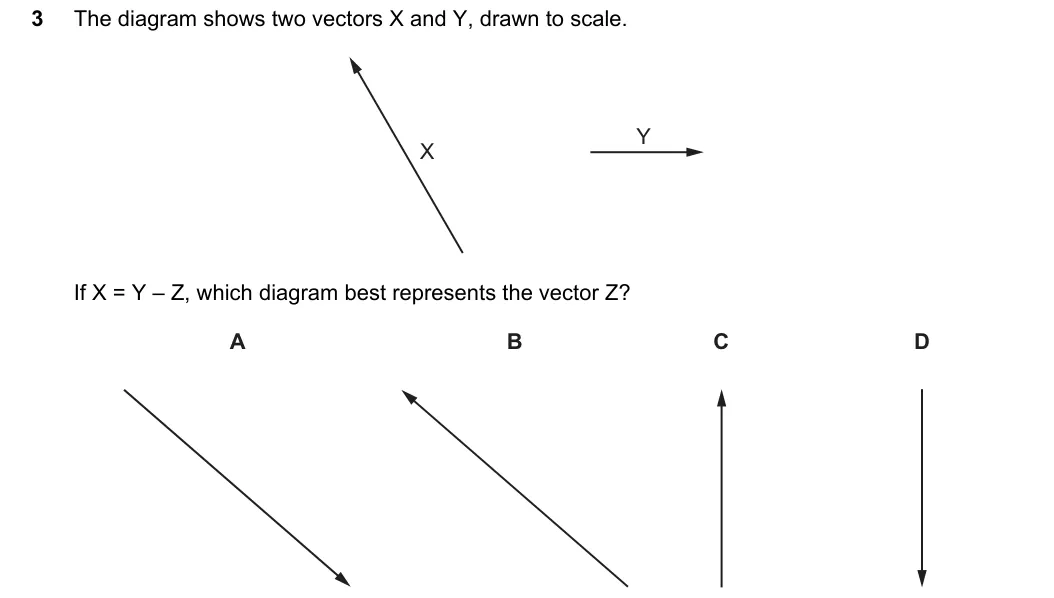 3 The diagram shows two vectors X and Y, drawn to scale.
X
Y
If X = Y – Z, which diagram best represents the vector Z?
A B C D